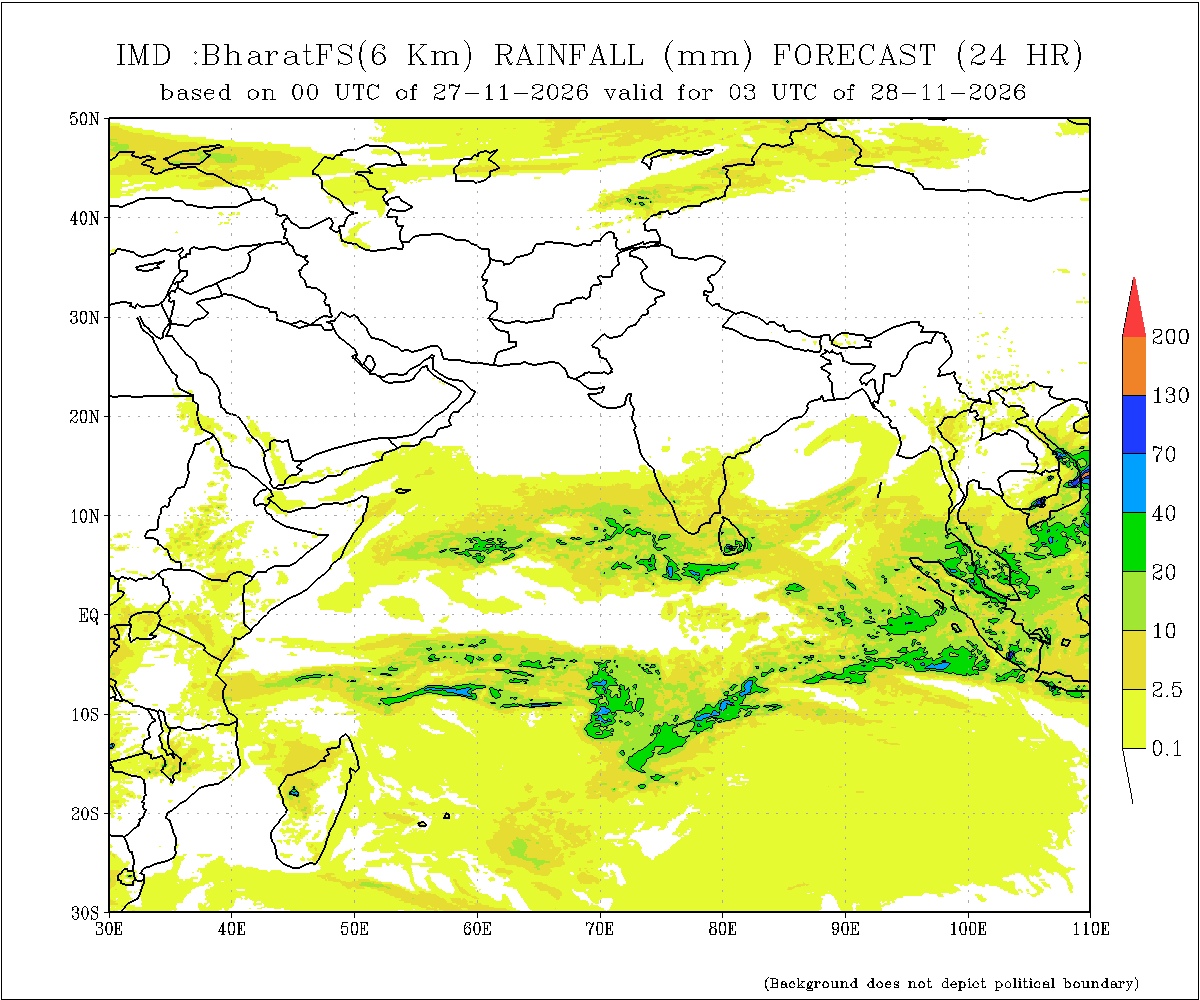 IMD :BharatFS(6 Km) RAINFALL (mm) FORECAST (24 HR)
based on 00 UTC of 27-11-2026 valid for 03 UTC of 28-11-2026
50N
40N
30N
20N
10N
EQ
10S
20S
30S
30E 40E 50E 60E 70E 80E 90E 100E 110E
200
130
70
40
20
10
2.5
0.1
(Background does not depict political boundary)